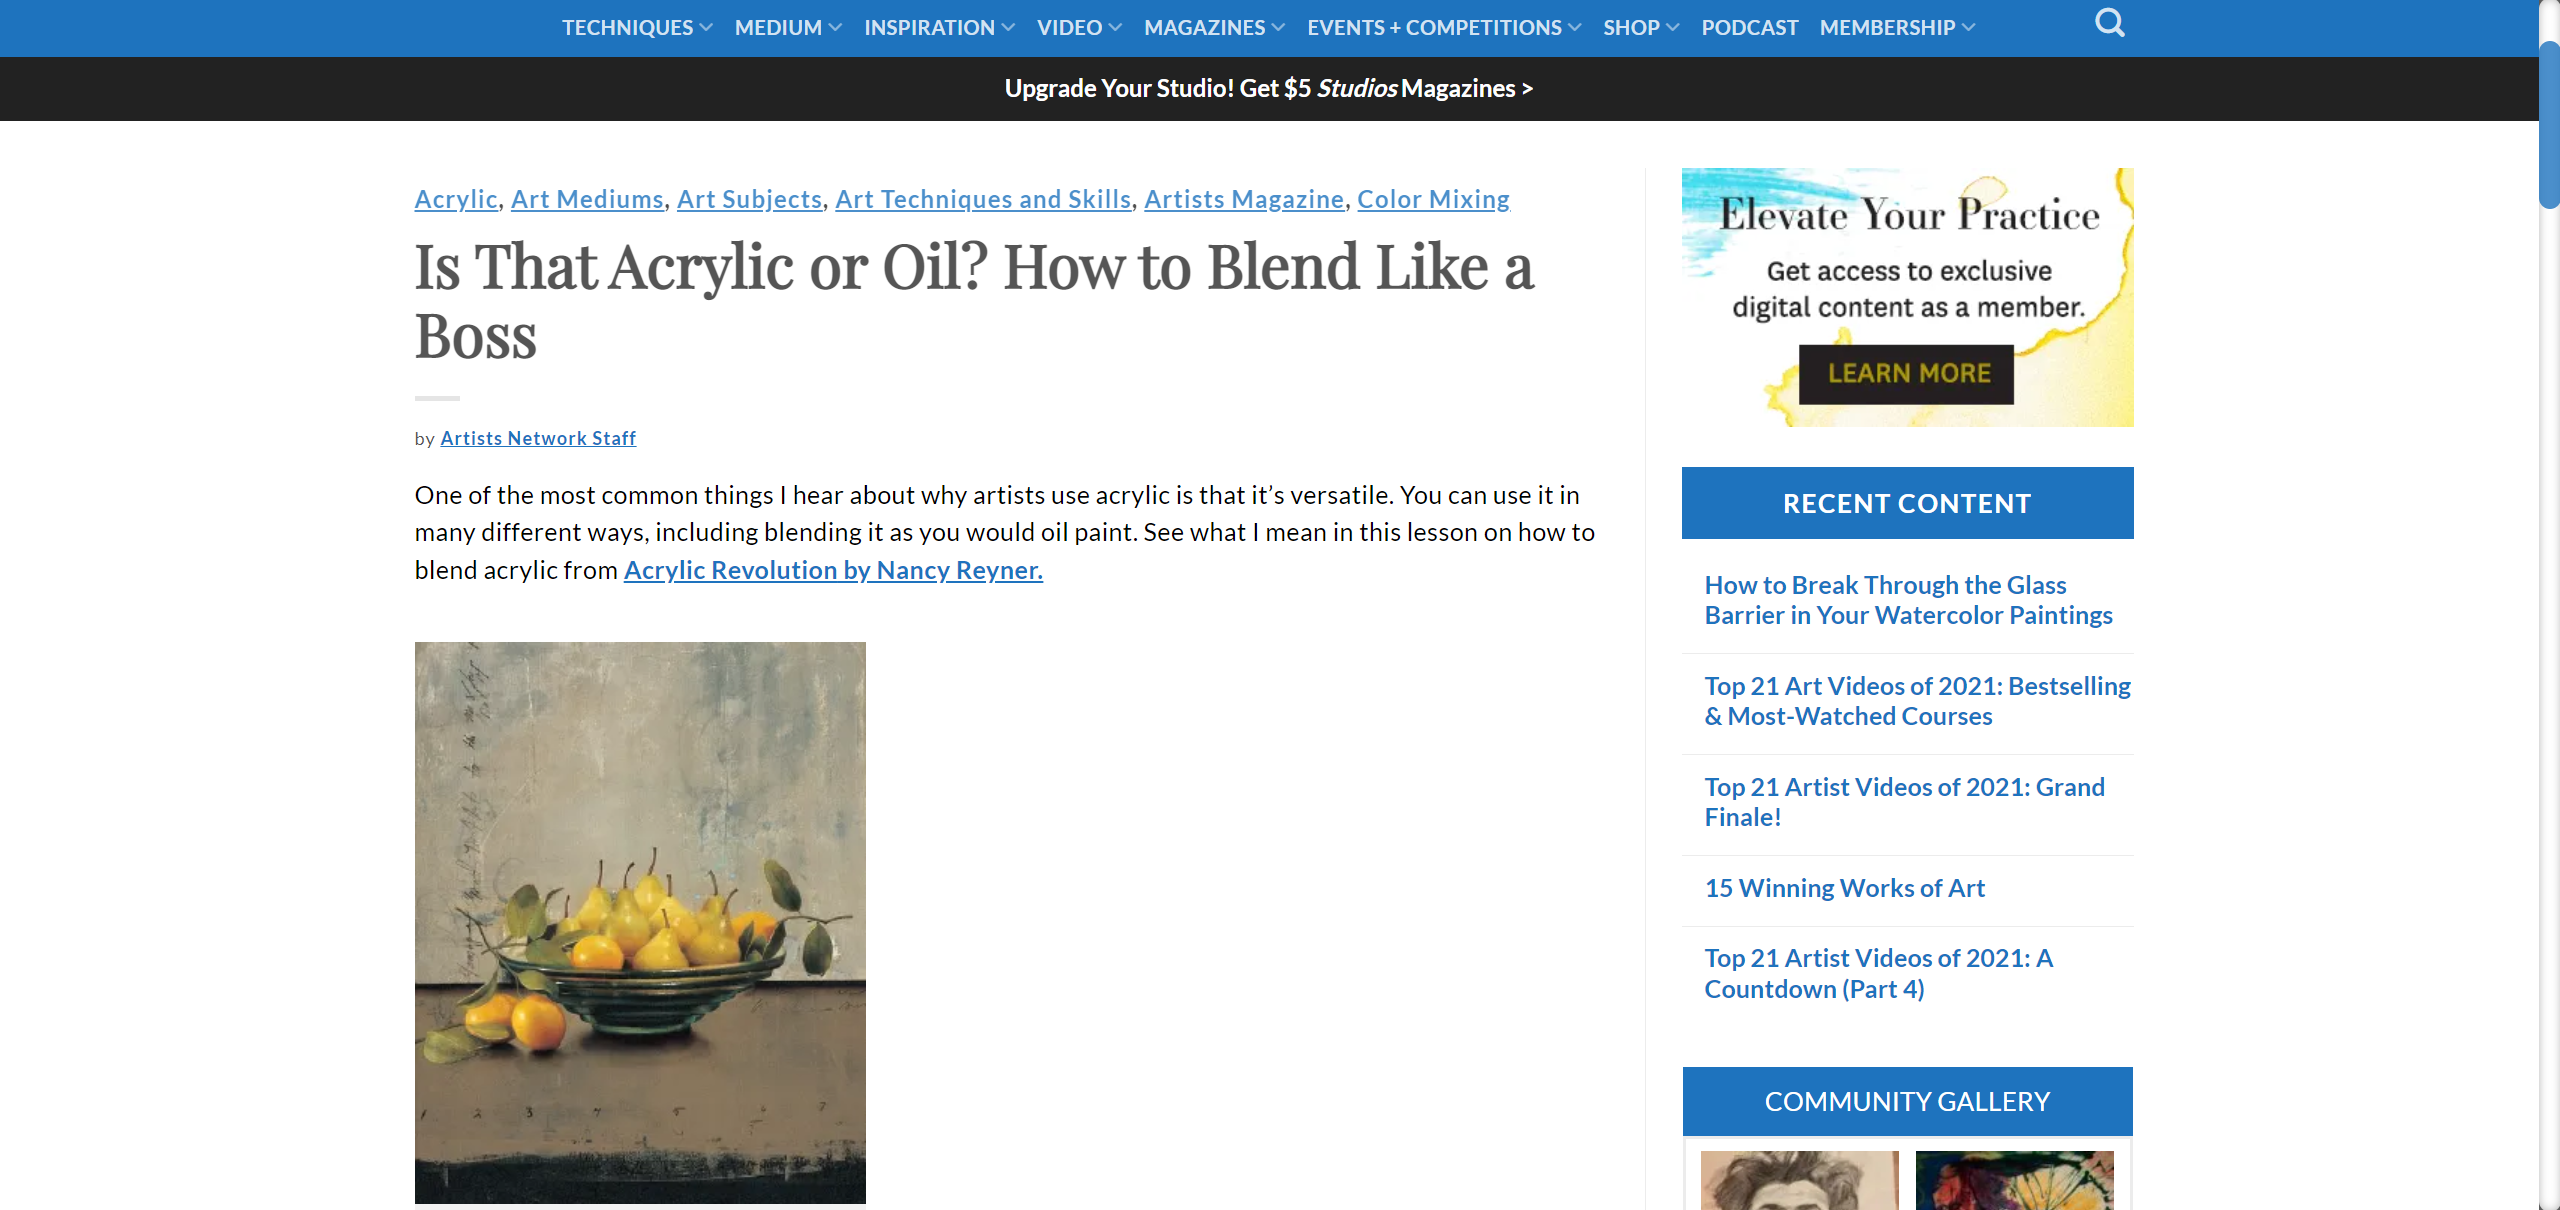 TECHNIQUES MEDIUM INSPIRATION VIDEO MAGAZINES EVENTS + COMPETITIONS SHOP PODCAST MEMBERSHIP
Upgrade Your Studio! Get $5 Studios Magazines >
Acrylic, Art Mediums, Art Subjects, Art Techniques and Skills, Artists Magazine, Color Mixing
Is That Acrylic or Oil? How to Blend Like a
Boss
by Artists Network Staff
One of the most common things I hear about why artists use acrylic is that it’s versatile. You can use it in
many different ways, including blending it as you would oil paint. See what I mean in this lesson on how to
blend acrylic from Acrylic Revolution by Nancy Reyner.
1 2 3 4 5 6 7
Elevate Your Practice
Get access to exclusive
digital content as a member.
LEARN MORE
RECENT CONTENT
How to Break Through the Glass
Barrier in Your Watercolor Paintings
Top 21 Art Videos of 2021: Bestselling
& Most-Watched Courses
Top 21 Artist Videos of 2021: Grand
Finale!
15 Winning Works of Art
Top 21 Artist Videos of 2021: A
Countdown (Part 4)
COMMUNITY GALLERY